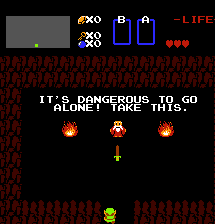 X0 B A -LIFE-
X0
X0
IT'S DANGEROUS TO GO
ALONE! TAKE THIS.